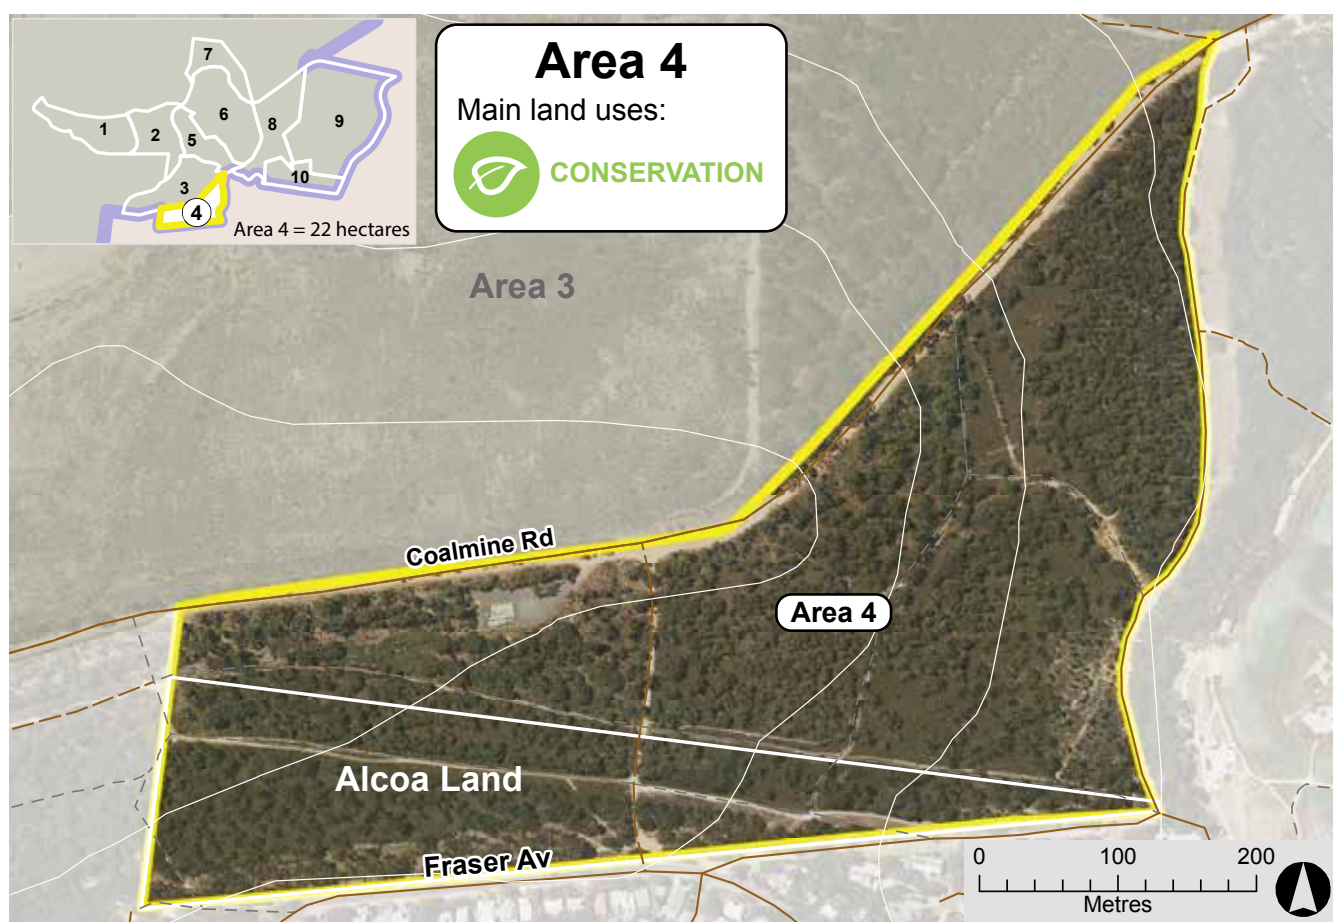 7
6
1
2
5
8
9
3
10
4
Area 4 = 22 hectares
Area 4
Main land uses:
CONSERVATION
Area 3
Coalmine Rd
Area 4
Alcoa Land
Fraser Av
0 100 200
Metres